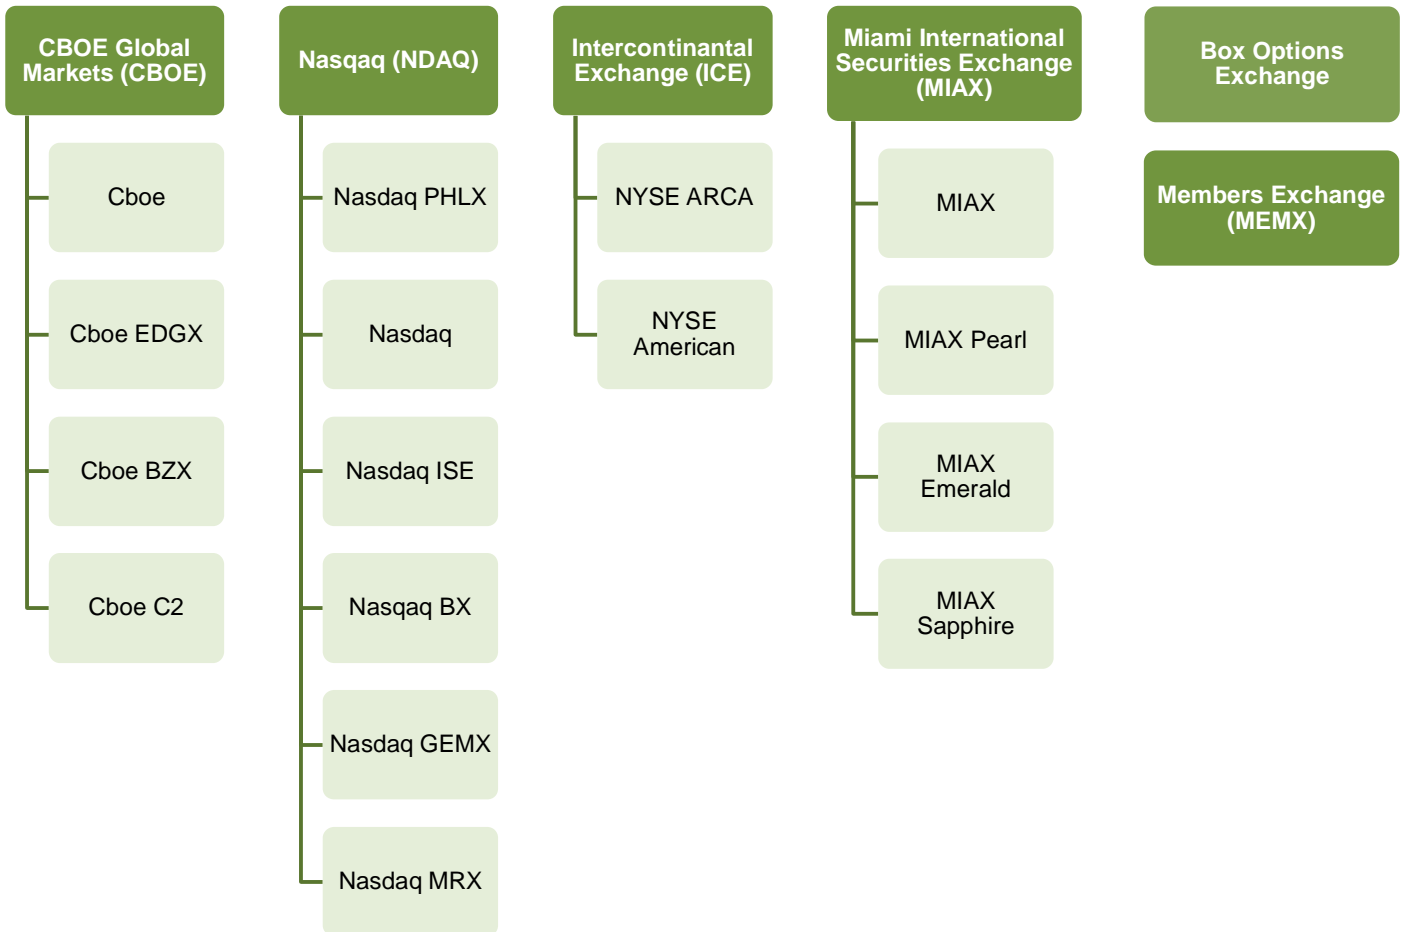 CBOE Global
Markets (CBOE)
Cboe
Cboe EDGX
Cboe BZX
Cboe C2
Nasqaq (NDAQ)
Nasdaq PHLX
Nasdaq
Nasdaq ISE
Nasqaq BX
Nasdaq GEMX
Nasdaq MRX
Intercontinantal
Exchange (ICE)
NYSE ARCA
NYSE
American
Miami International
Securities Exchange
(MIAX)
MIAX
MIAX Pearl
MIAX
Emerald
MIAX
Sapphire
Box Options
Exchange
Members Exchange
(MEMX)